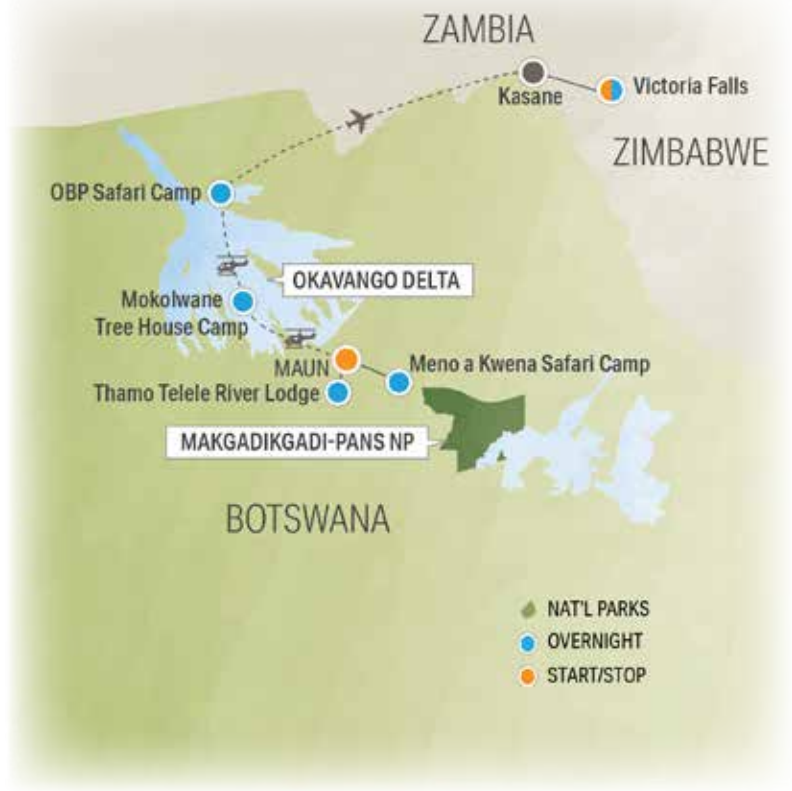 ZAMBIA
Kasane
Victoria Falls
ZIMBABWE
OBP Safari Camp
OKAVANGO DELTA
Mokolwane
Tree House Camp
MAUN
Meno a Kwena Safari Camp
Thamo Telele River Lodge
MAKGADIKGADI-PANS NP
BOTSWANA
NAT'L PARKS
OVERNIGHT
START/STOP